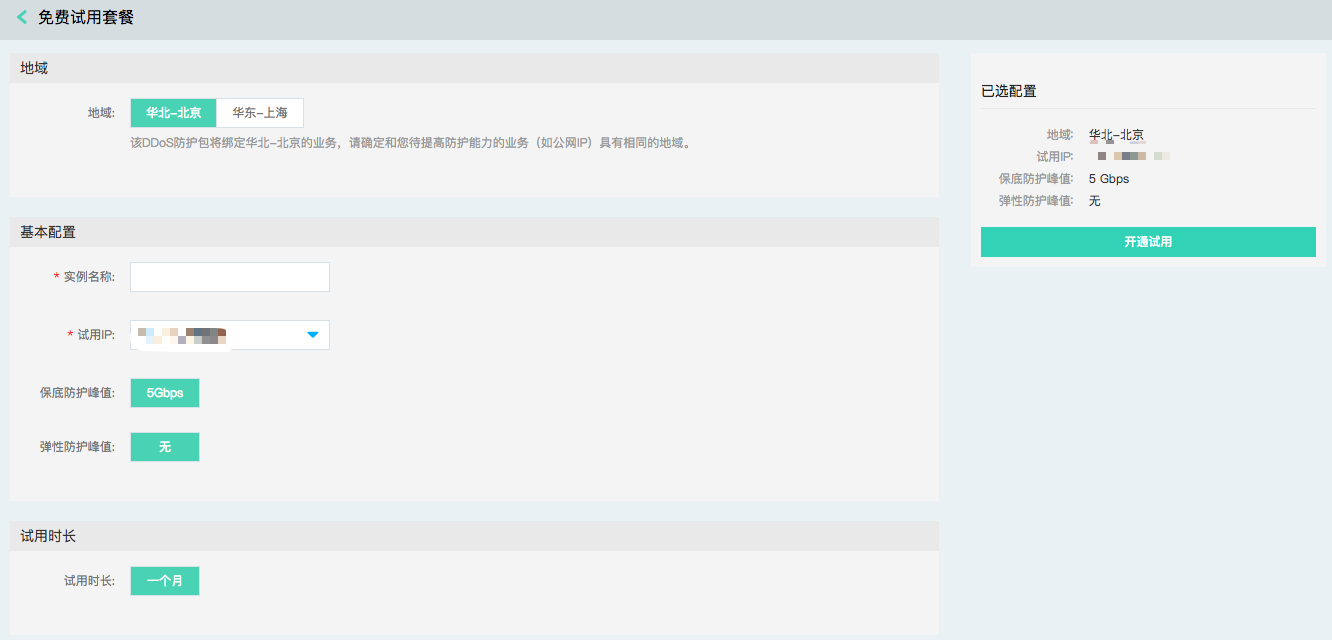 免费试用套餐
地域
地域: 华北-北京 华东-上海
该DDoS防护包将绑定华北-北京的业务，请确定和您待提高防护能力的业务（如公网IP）具有相同的地域。
基本配置
* 实例名称:
* 试用IP:
保底防护峰值: 5Gbps
弹性防护峰值: 无
试用时长
试用时长: 一个月
已选配置
地域: 华北-北京
试用IP:
保底防护峰值: 5 Gbps
弹性防护峰值: 无
开通试用